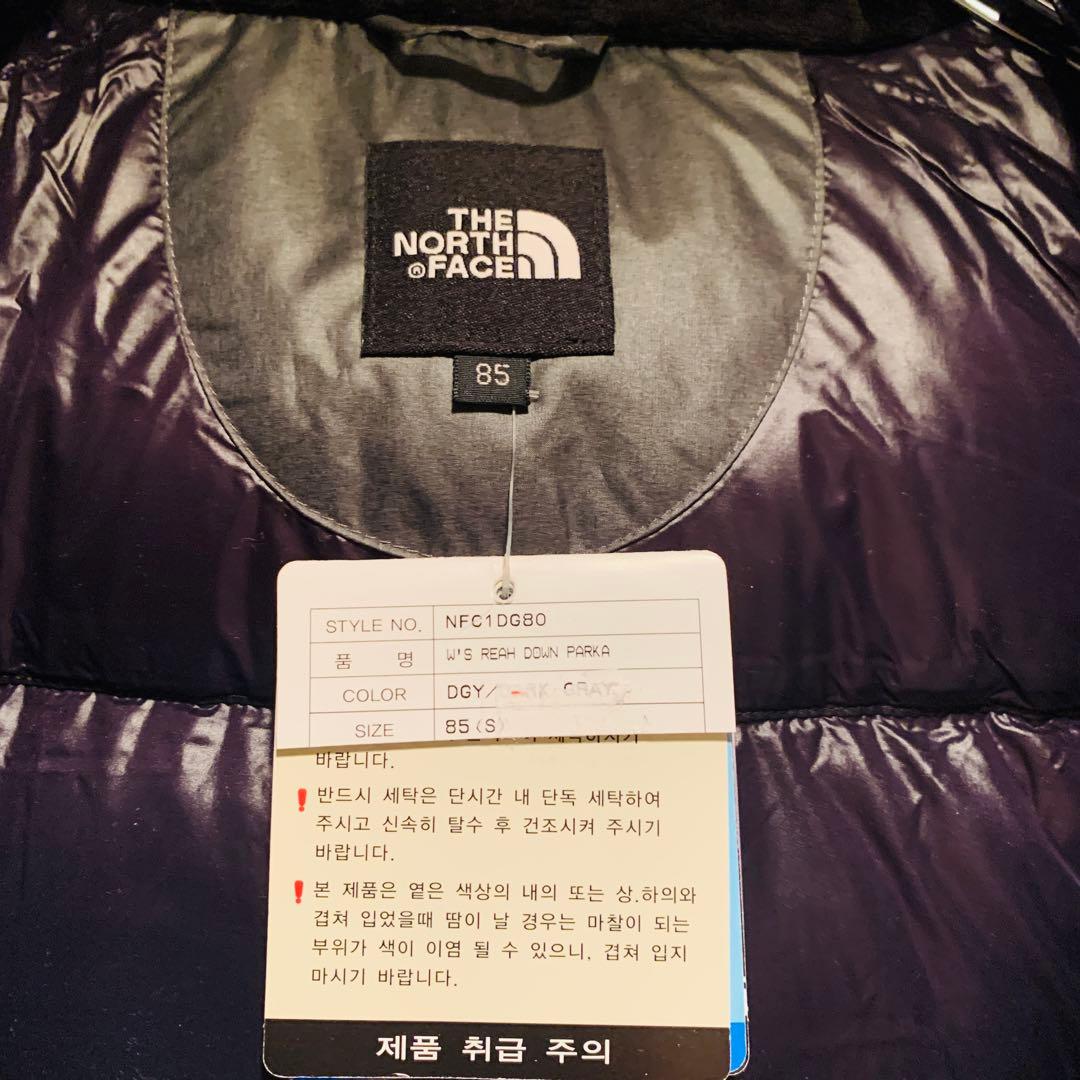 THE
NORTH
® FACE
85
STYLE NO. NFC1DG80
품 명 W'S REAH DOWN PARKA
COLOR DGY/DARK GRAY
SIZE 85(S)
바랍니다.
반드시 세탁은 단시간 내 단독 세탁하여
주시고 신속히 탈수 후 건조시켜 주시기
바랍니다.
본 제품은 옅은 색상의 내의 또는 상.하의와
겹쳐 입었을때 땀이 날 경우는 마찰이 되는
부위가 색이 이염 될 수 있으니, 겹쳐 입지
마시기 바랍니다.
제품 취급 주의